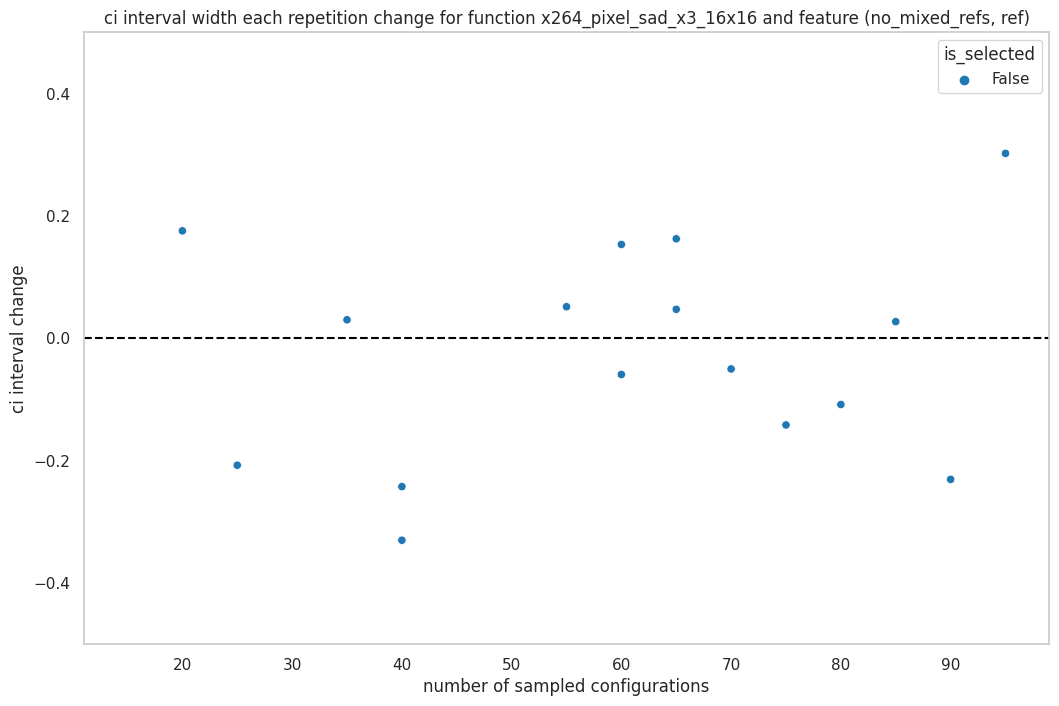 ci interval width each repetition change for function x264_pixel_sad_x3_16x16 and feature (no_mixed_refs, ref)
is_selected
False
ci interval change
0.4
0.2
0.0
−0.2
−0.4
20 30 40 50 60 70 80 90
number of sampled configurations